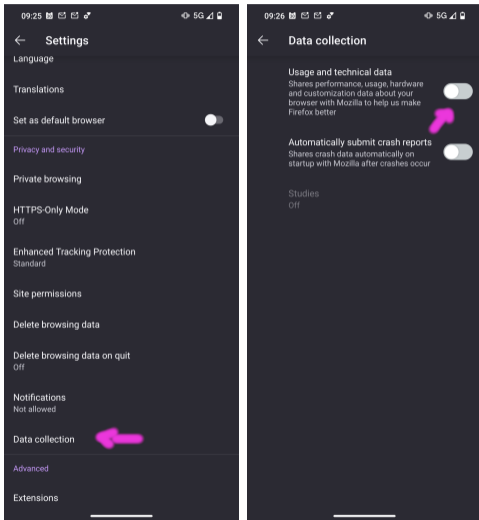 09:25
5G
Settings
Language
Translations
Set as default browser
Privacy and security
Private browsing
HTTPS-Only Mode
Off
Enhanced Tracking Protection
Standard
Site permissions
Delete browsing data
Delete browsing data on quit
Off
Notifications
Not allowed
Data collection
Advanced
Extensions
09:26
5G
Data collection
Usage and technical data
Shares performance, usage, hardware
and customization data about your
browser with Mozilla to help us make
Firefox better
Automatically submit crash reports
Shares crash data automatically on
startup with Mozilla after crashes occur
Studies
Off